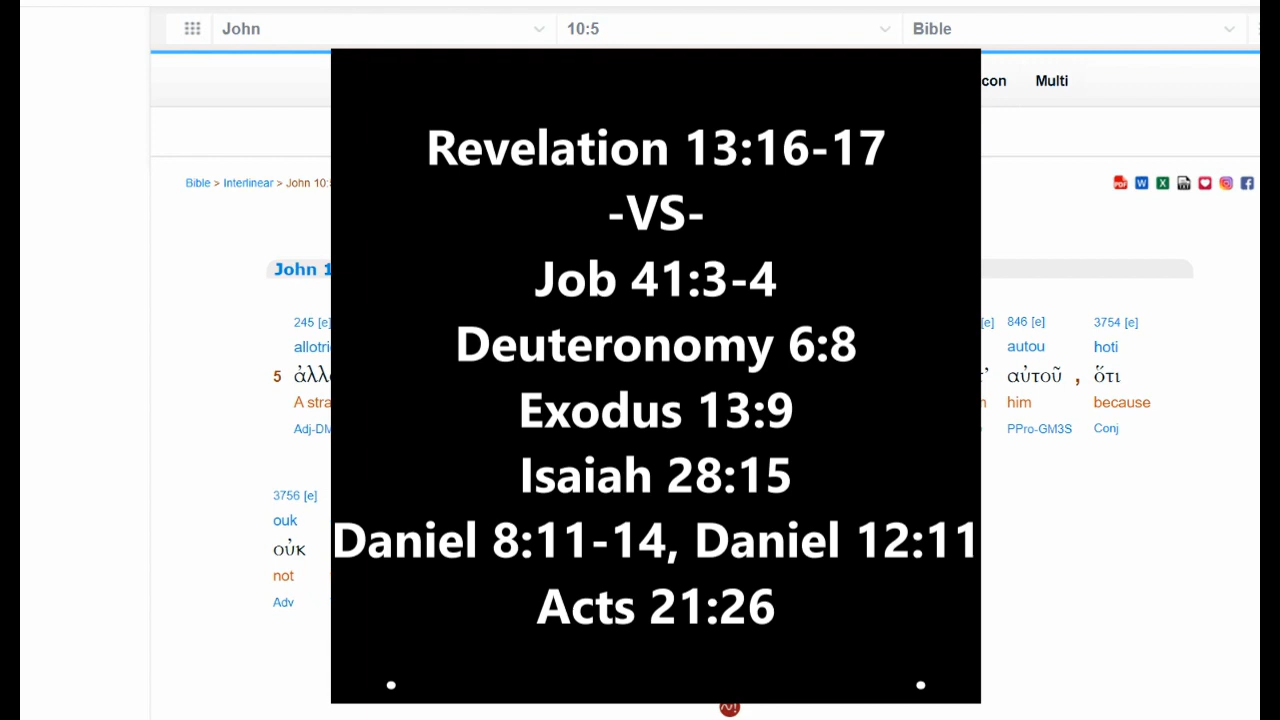 John 10:5 Bible
con Multi
Bible > Interlinear > John 10:
Revelation 13:16-17
-VS-
Job 41:3-4
Deuteronomy 6:8
Exodus 13:9
Isaiah 28:15
Daniel 8:11-14, Daniel 12:11
Acts 21:26
John 1
245 [e] [e] 846 [e] 3754 [e]
allotri autou hoti
5 ἀλλο αὐτοῦ , ὅτι
A stra him because
Adj-DM PPro-GM3S Conj
3756 [e]
ouk
οὐκ
not
Adv